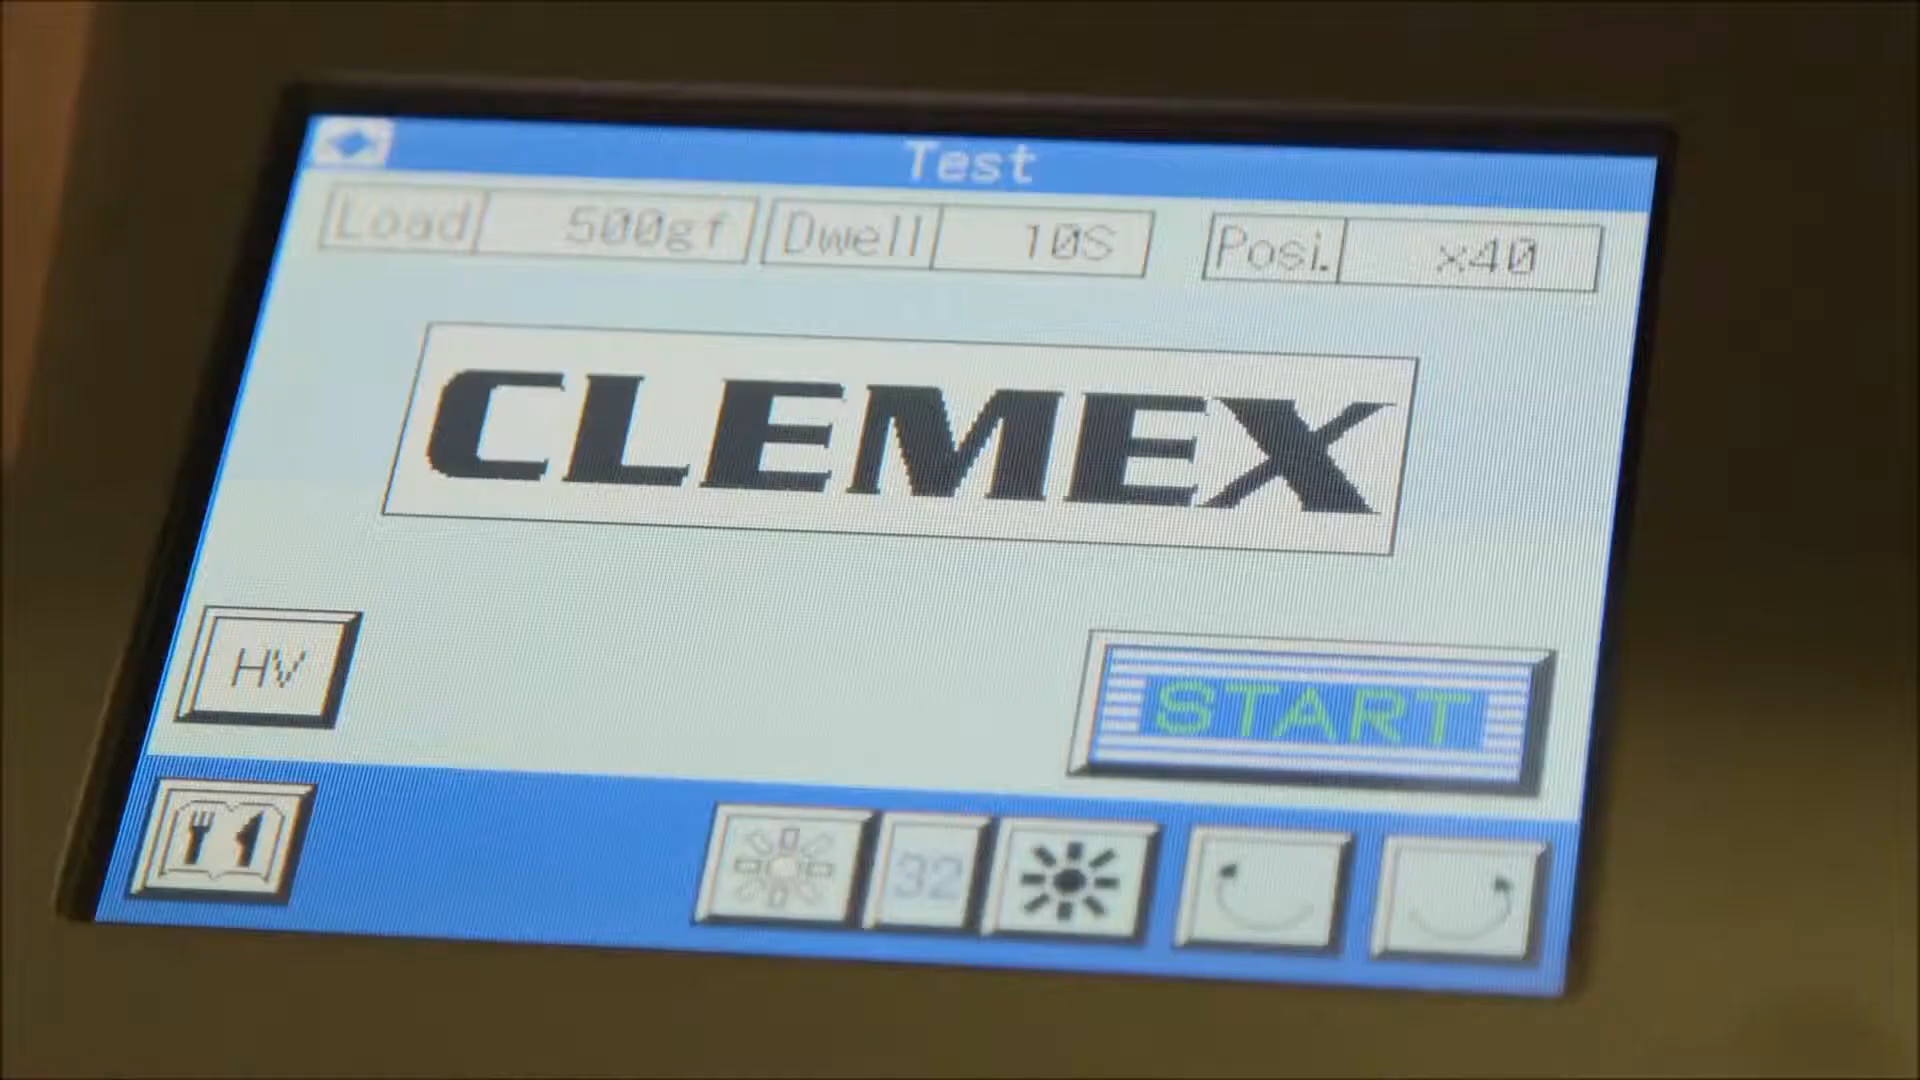 Test
Load 500gf Dwell 10S Posi. x40
CLEMEX
HV
START
32